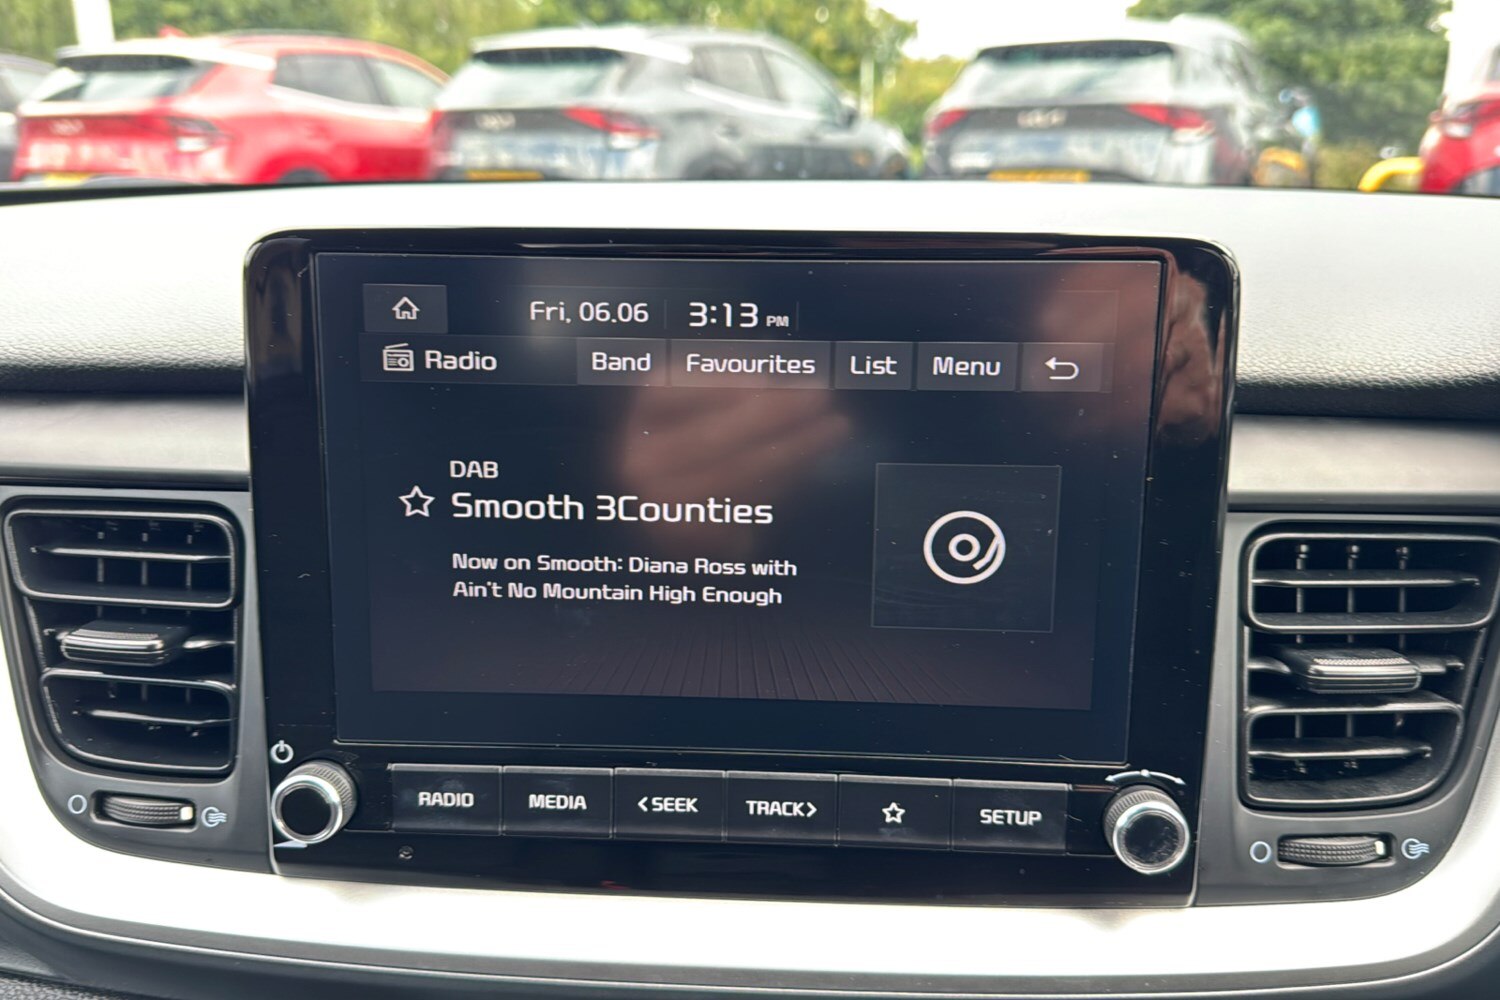 Fri, 06.06 3:13 PM
Radio Band Favourites List Menu
DAB
Smooth 3Counties
Now on Smooth: Diana Ross with
Ain't No Mountain High Enough
RADIO MEDIA <SEEK TRACK> SETUP